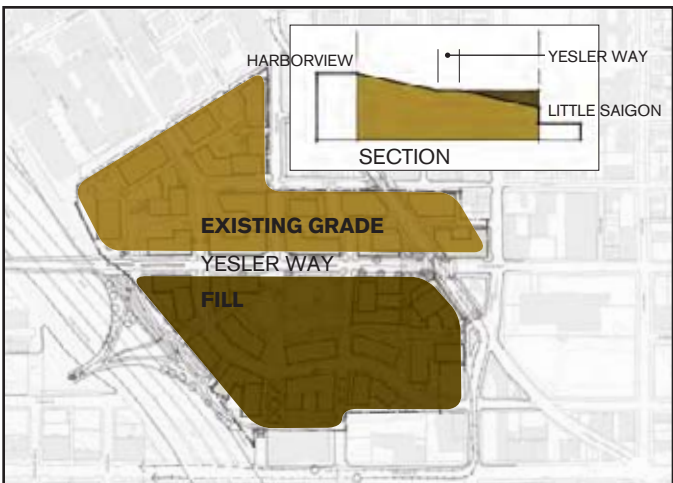 HARBORVIEW
YESLER WAY
LITTLE SAIGON
SECTION
EXISTING GRADE
YESLER WAY
FILL